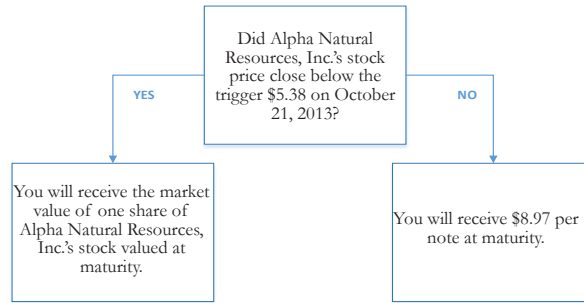 Did Alpha Natural
Resources, Inc.'s stock
price close below the
trigger $5.38 on October
21, 2013?
YES
NO
You will receive the market
value of one share of
Alpha Natural Resources,
Inc.'s stock valued at
maturity.
You will receive $8.97 per
note at maturity.